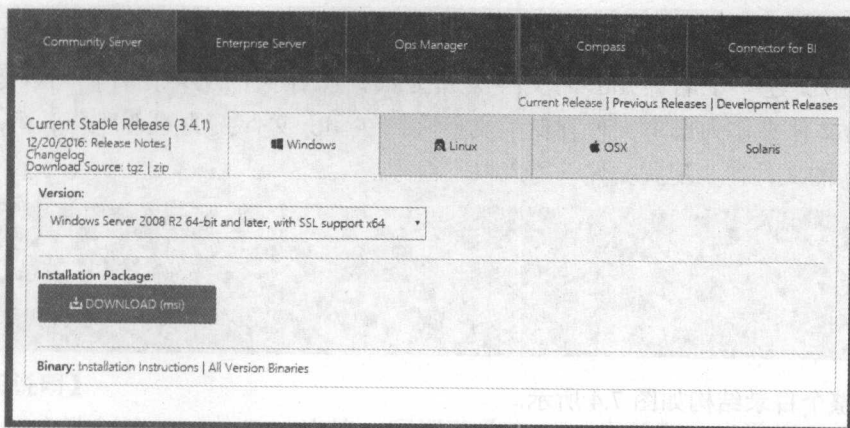 Community Server
Enterprise Server
Ops Manager
Compass
Connector for BI
Current Release | Previous Releases | Development Releases
Current Stable Release (3.4.1)
12/20/2016: Release Notes |
Changelog
Download Source: tgz | zip
Windows
Linux
OSX
Solaris
Version:
Windows Server 2008 R2 64-bit and later, with SSL support x64
Installation Package:
DOWNLOAD (msi)
Binary: Installation Instructions | All Version Binaries